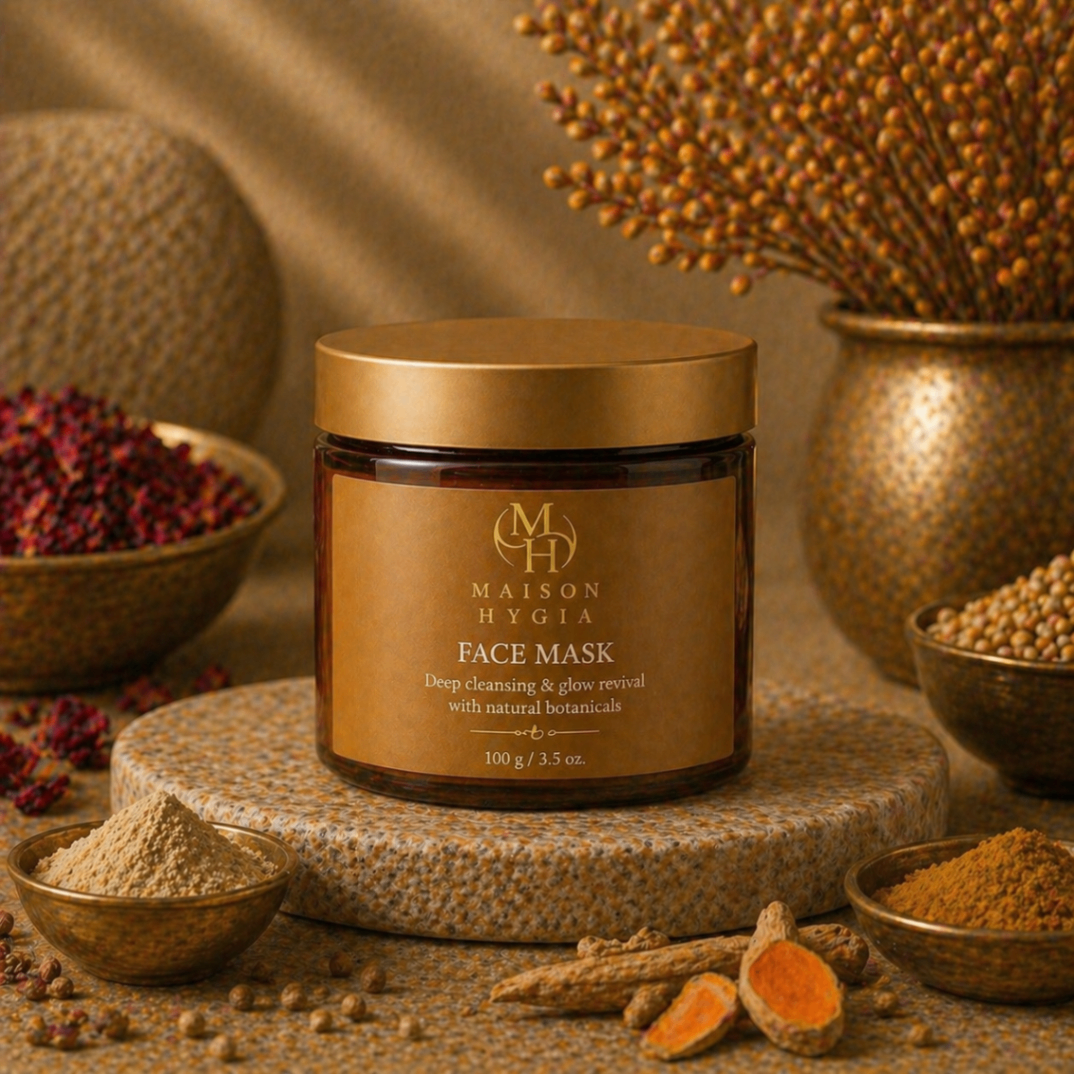 MH
MAISON
HYGIA
FACE MASK
Deep cleansing & glow revival
with natural botanicals
100 g / 3.5 oz.